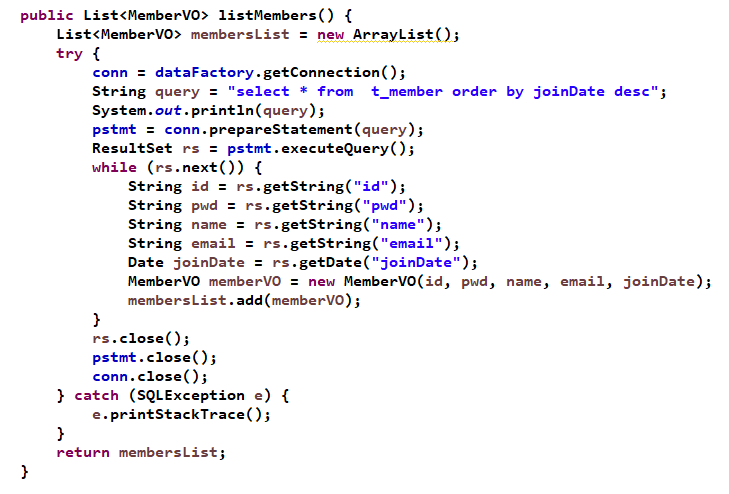 public List<MemberVO> listMembers() {
    List<MemberVO> membersList = new ArrayList();
    try {
        conn = dataFactory.getConnection();
        String query = "select * from  t_member order by joinDate desc";
        System.out.println(query);
        pstmt = conn.prepareStatement(query);
        ResultSet rs = pstmt.executeQuery();
        while (rs.next()) {
            String id = rs.getString("id");
            String pwd = rs.getString("pwd");
            String name = rs.getString("name");
            String email = rs.getString("email");
            Date joinDate = rs.getDate("joinDate");
            MemberVO memberVO = new MemberVO(id, pwd, name, email, joinDate);
            membersList.add(memberVO);
        }
        rs.close();
        pstmt.close();
        conn.close();
    } catch (SQLException e) {
        e.printStackTrace();
    }
    return membersList;
}